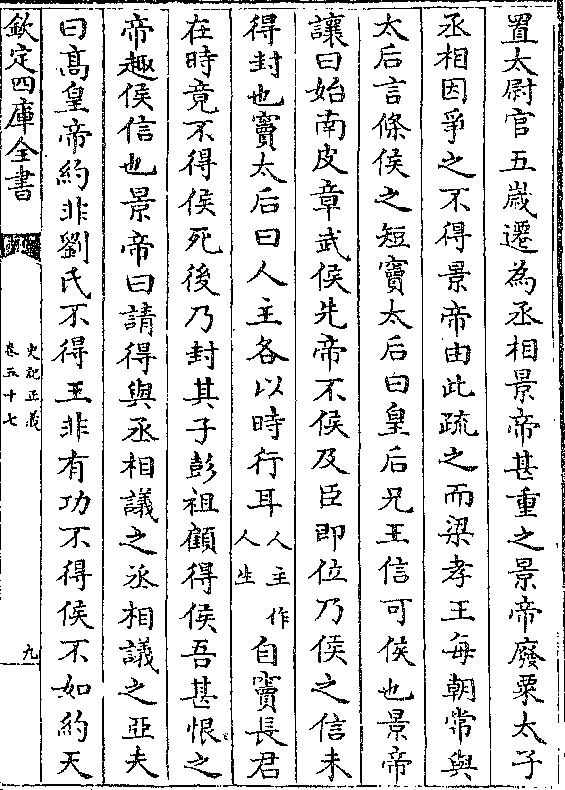 置太尉官五歲遷為丞相景帝甚重之景帝廢栗太子
丞相因爭之不得景帝由此疏之而梁孝王每朝常與
太后言條侯之短竇太后曰皇后兄王信可侯也景帝
讓曰始南皮章武侯先帝不侯及臣即位乃侯之信未
得封也竇太后曰人主各以時行耳人主作人生自竇長君
在時竟不得侯死後乃封其子彭祖顧得侯吾甚恨之
帝趣侯信也景帝曰請得與丞相議之丞相議之亞夫
曰高皇帝約非劉氏不得王非有功不得侯不如約天
欽定四庫全書
史記正義
卷五十七
九